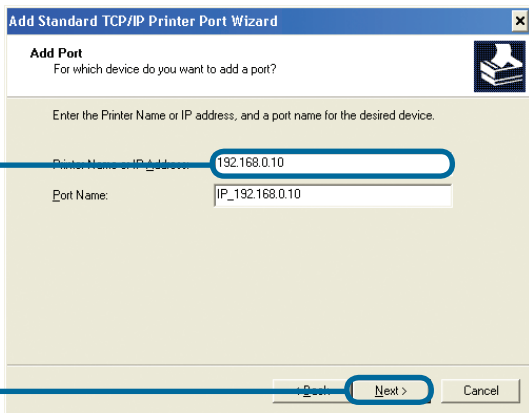 Add Standard TCP/IP Printer Port Wizard
Add Port
For which device do you want to add a port?
Enter the Printer Name or IP address, and a port name for the desired device.
Printer Name or IP Address:
192.168.0.10
Port Name:
IP_192.168.0.10
< Back
Next >
Cancel